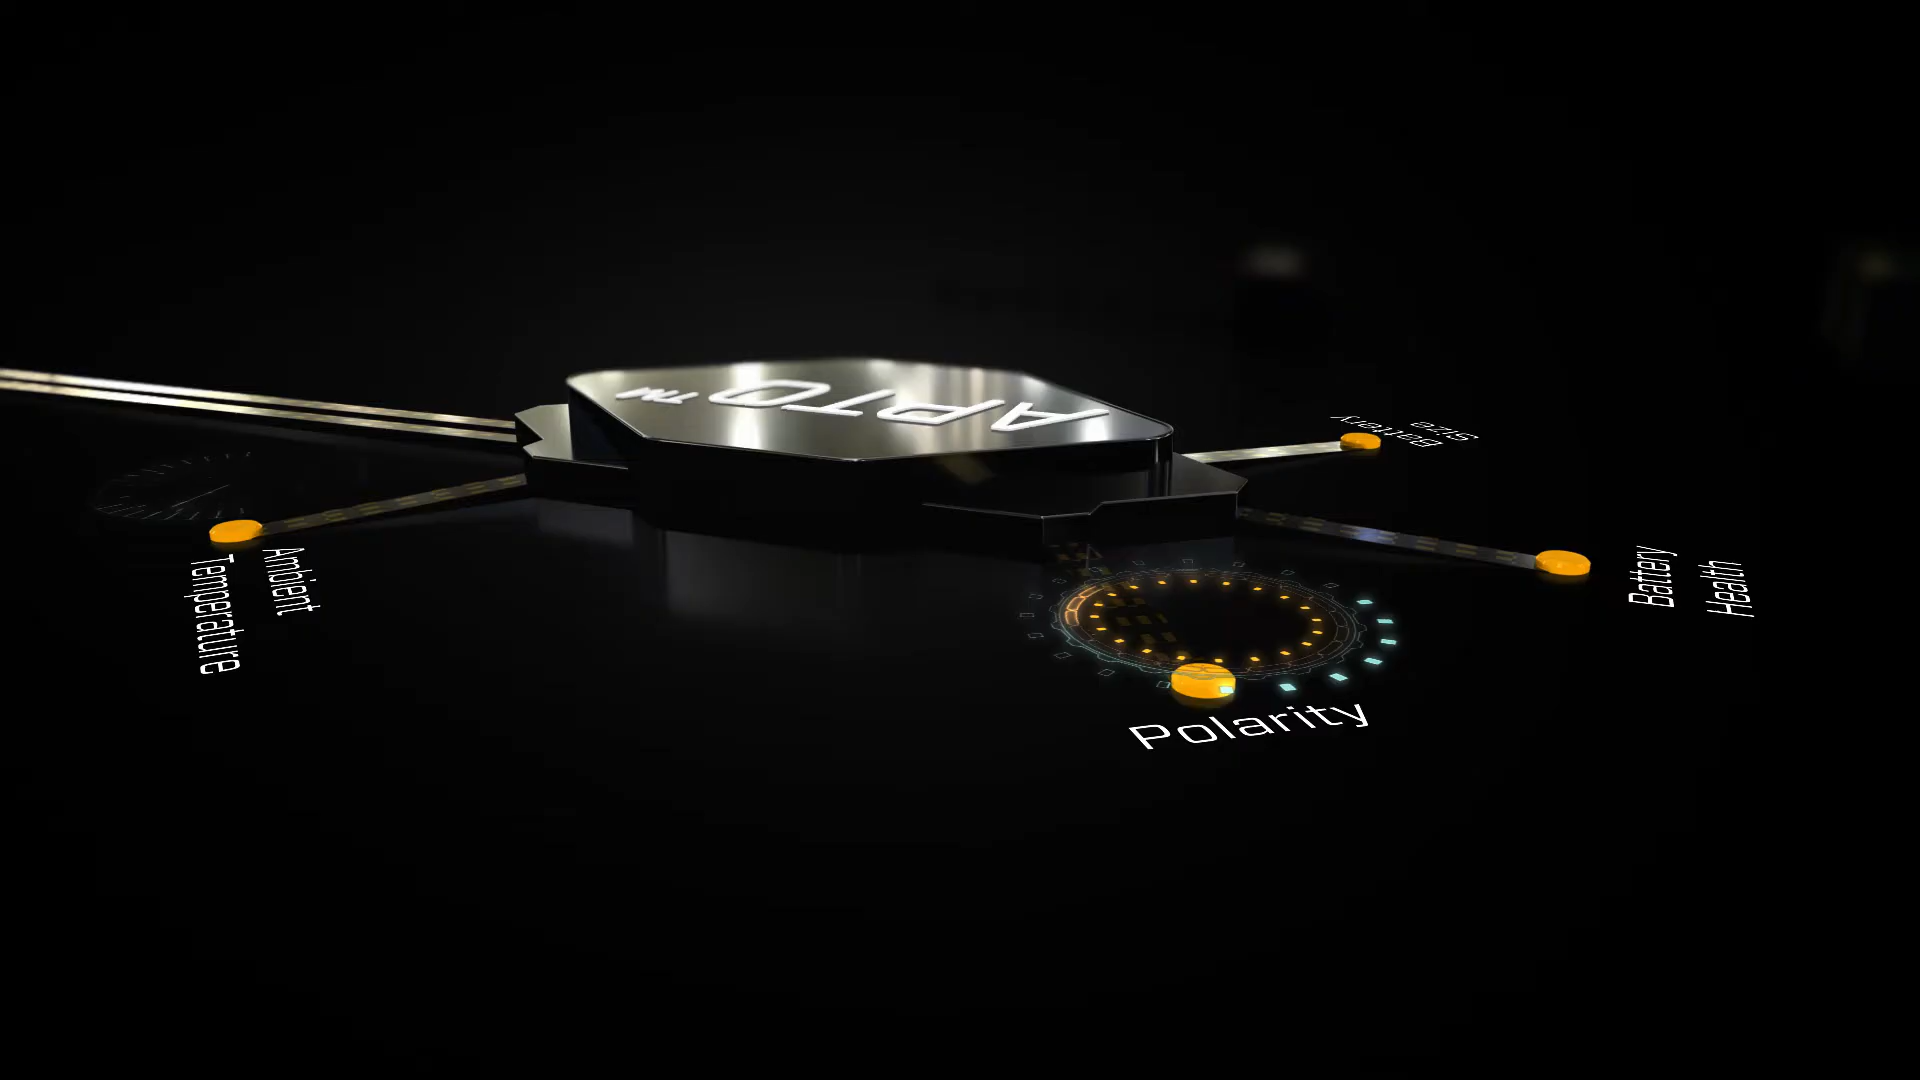 APTO™
Battery
Size
Ambient
Temperature
Battery
Health
Polarity